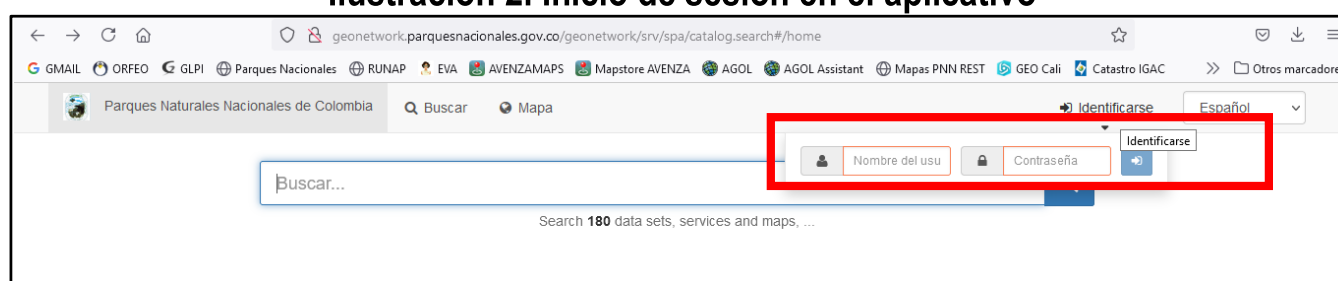 Ilustración 2. Inicio de sesión en el aplicativo
geonetwork.parquesnacionales.gov.co/geonetwork/srv/spa/catalog.search#/home
GMAIL ORFEO GLPI Parques Nacionales RUNAP EVA AVENZAMAPS Mapstore AVENZA AGOL AGOL Assistant Mapas PNN REST GEO Cali Catastro IGAC Otros marcadore
Parques Naturales Nacionales de Colombia Buscar Mapa Identificarse Español
Identificarse
Nombre del usu Contraseña
Buscar...
Search 180 data sets, services and maps, ...